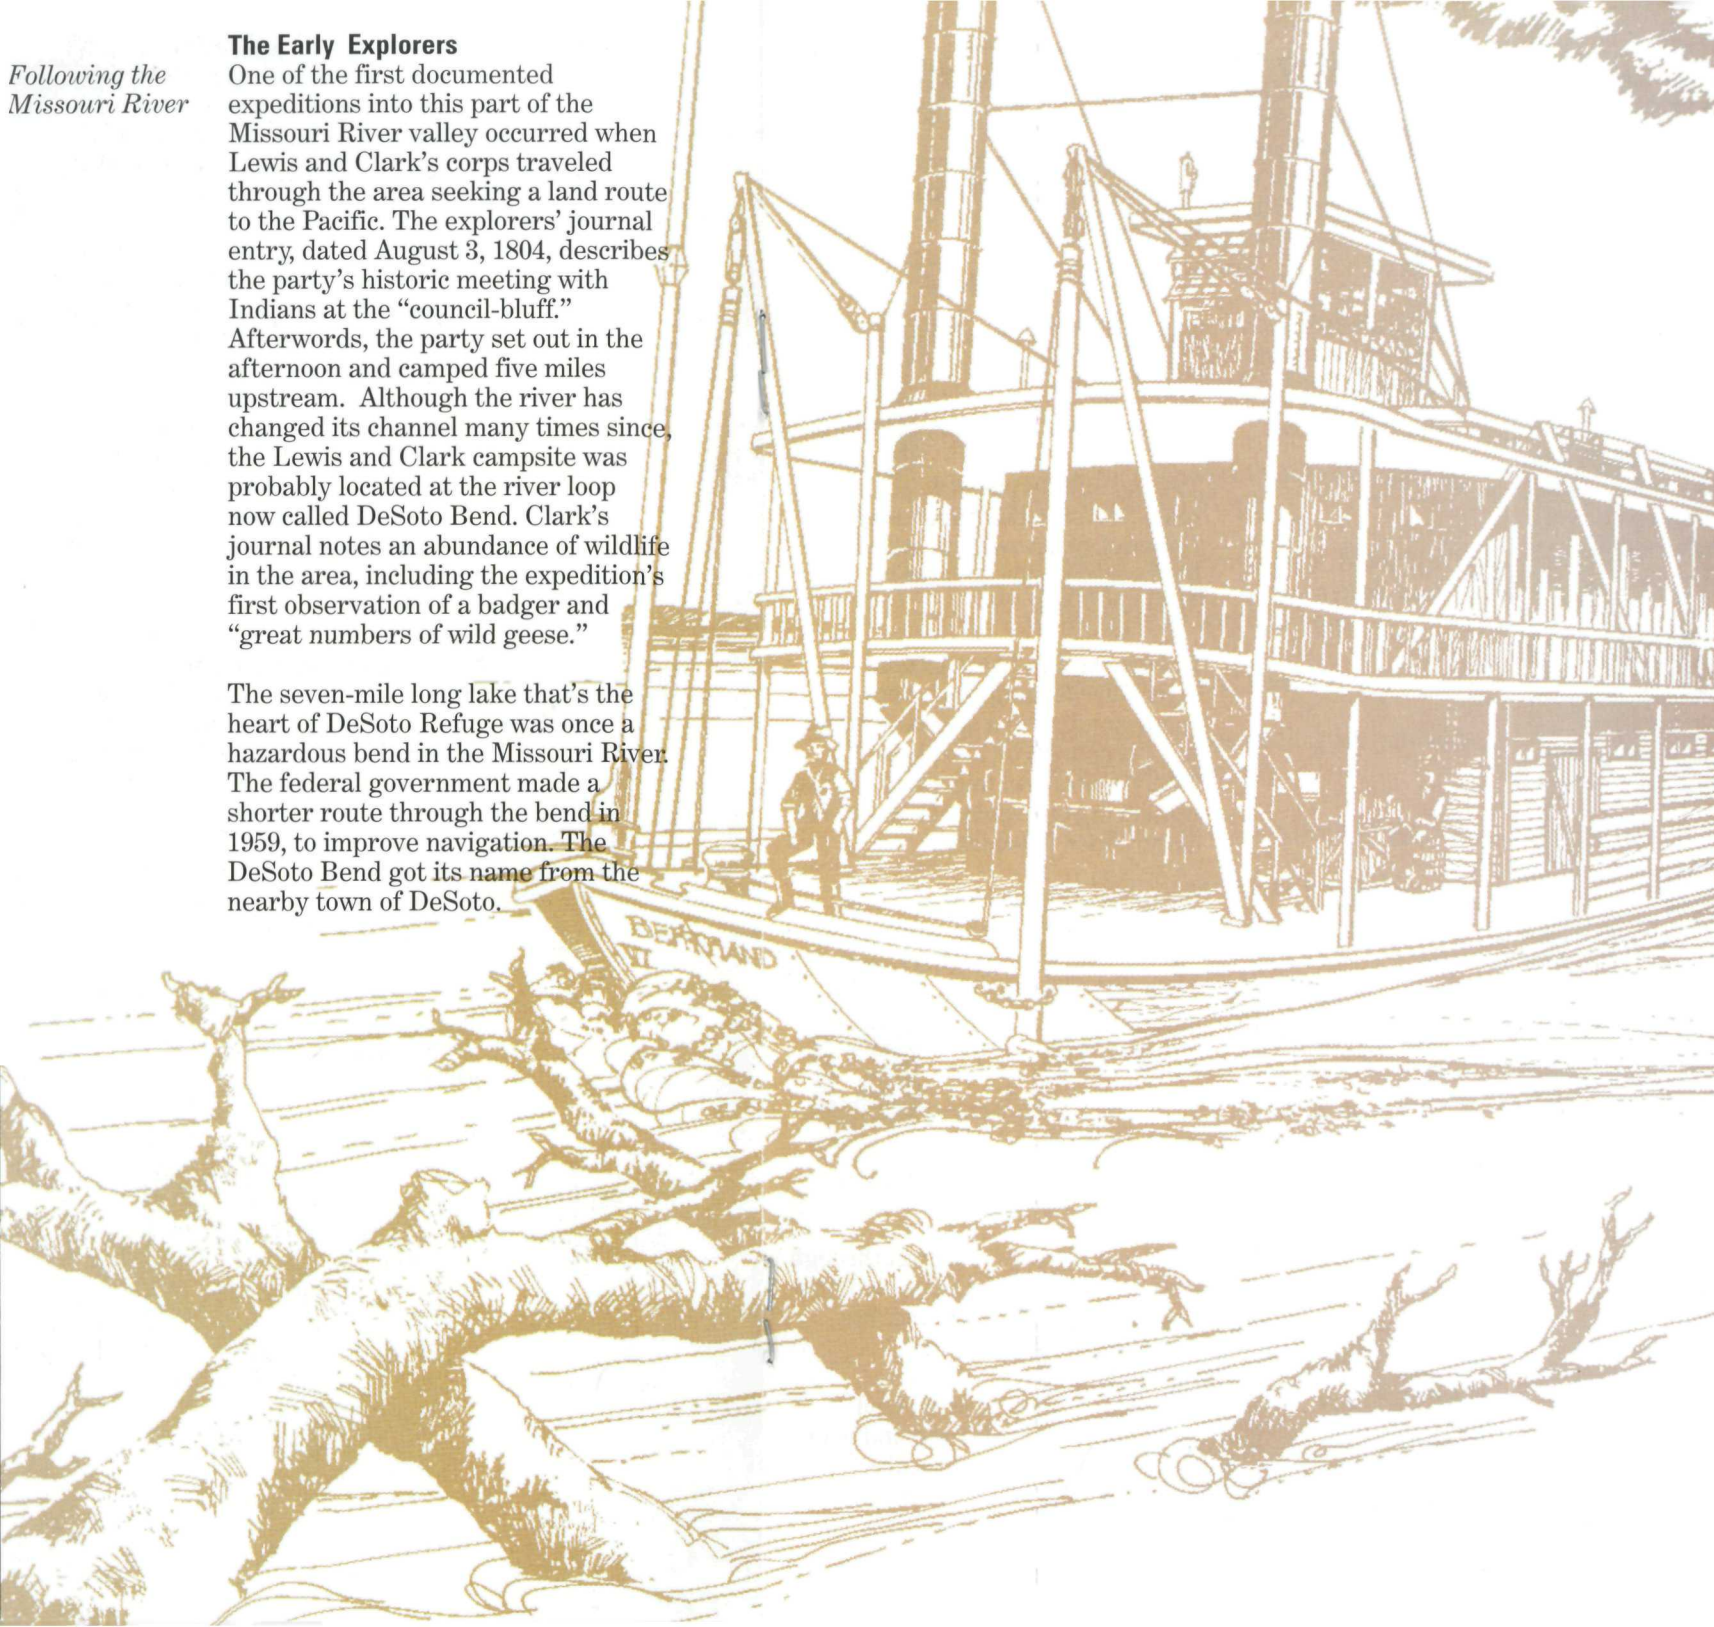 Following the
Missouri River
The Early Explorers
One of the first documented
expeditions into this part of the
Missouri River valley occurred when
Lewis and Clark’s corps traveled
through the area seeking a land route
to the Pacific. The explorers’ journal
entry, dated August 3, 1804, describes
the party’s historic meeting with
Indians at the “council-bluff.”
Afterwords, the party set out in the
afternoon and camped five miles
upstream.  Although the river has
changed its channel many times since,
the Lewis and Clark campsite was
probably located at the river loop
now called DeSoto Bend. Clark’s
journal notes an abundance of wildlife
in the area, including the expedition’s
first observation of a badger and
“great numbers of wild geese.”
The seven-mile long lake that’s the
heart of DeSoto Refuge was once a
hazardous bend in the Missouri River.
The federal government made a
shorter route through the bend in
1959, to improve navigation. The
DeSoto Bend got its name from the
nearby town of DeSoto.
BERTRAND